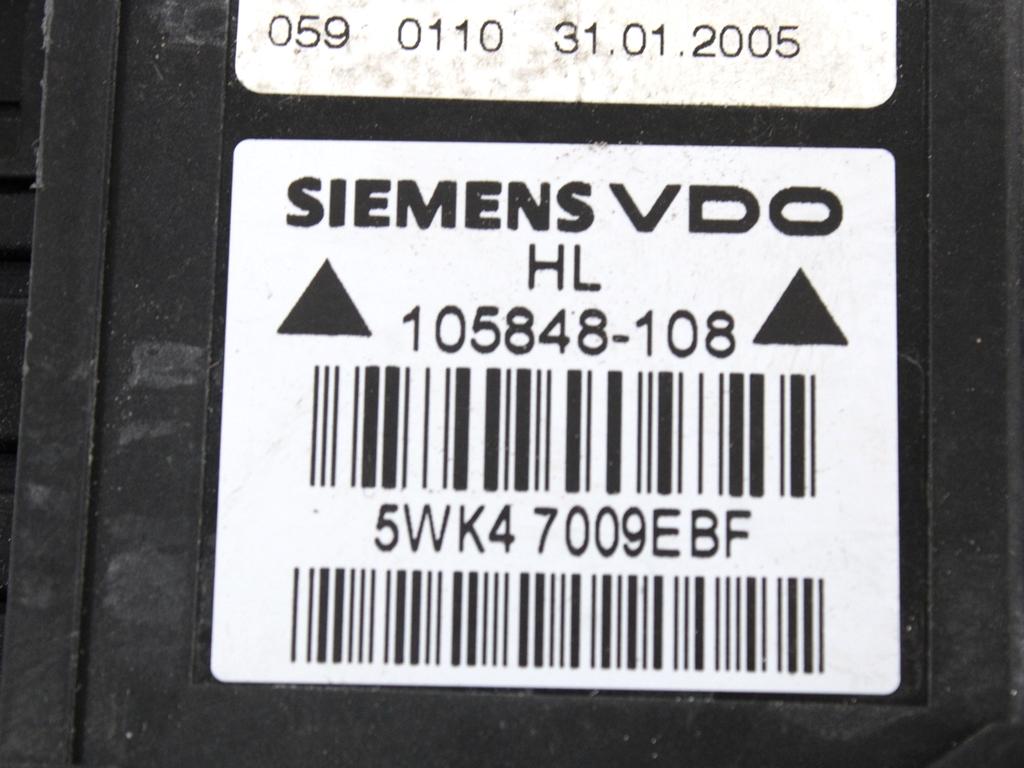 059 0110 31.01.2005
SIEMENS VDO
HL
105848-108
5WK4 7009EBF